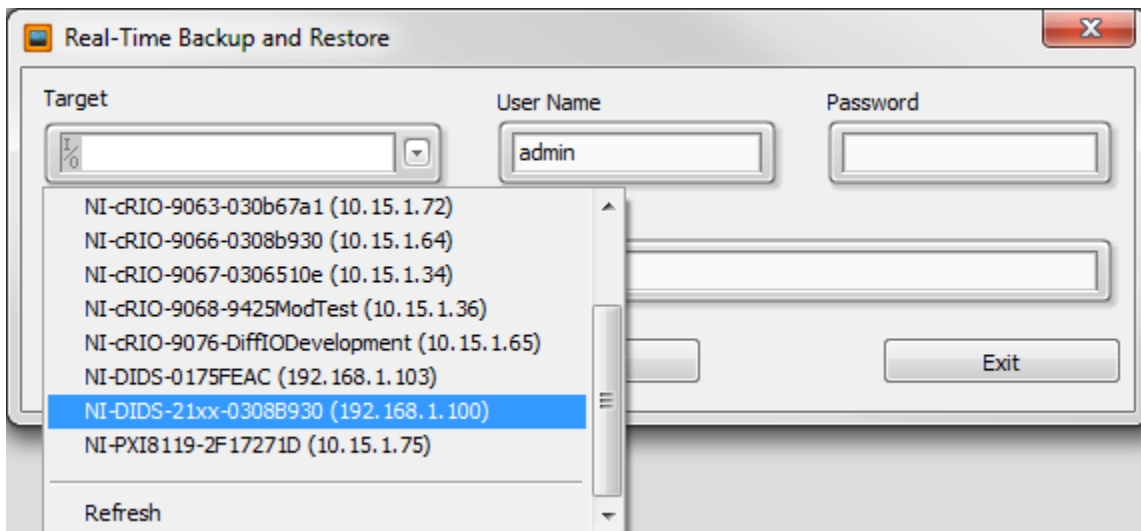 Real-Time Backup and Restore
Target
User Name
Password
I/O
admin
NI-cRIO-9063-030b67a1 (10.15.1.72)
NI-cRIO-9066-0308b930 (10.15.1.64)
NI-cRIO-9067-0306510e (10.15.1.34)
NI-cRIO-9068-9425ModTest (10.15.1.36)
NI-cRIO-9076-DiffIODevelopment (10.15.1.65)
NI-DIDS-0175FEAC (192.168.1.103)
Exit
NI-DIDS-21xx-0308B930 (192.168.1.100)
NI-PXI8119-2F17271D (10.15.1.75)
Refresh